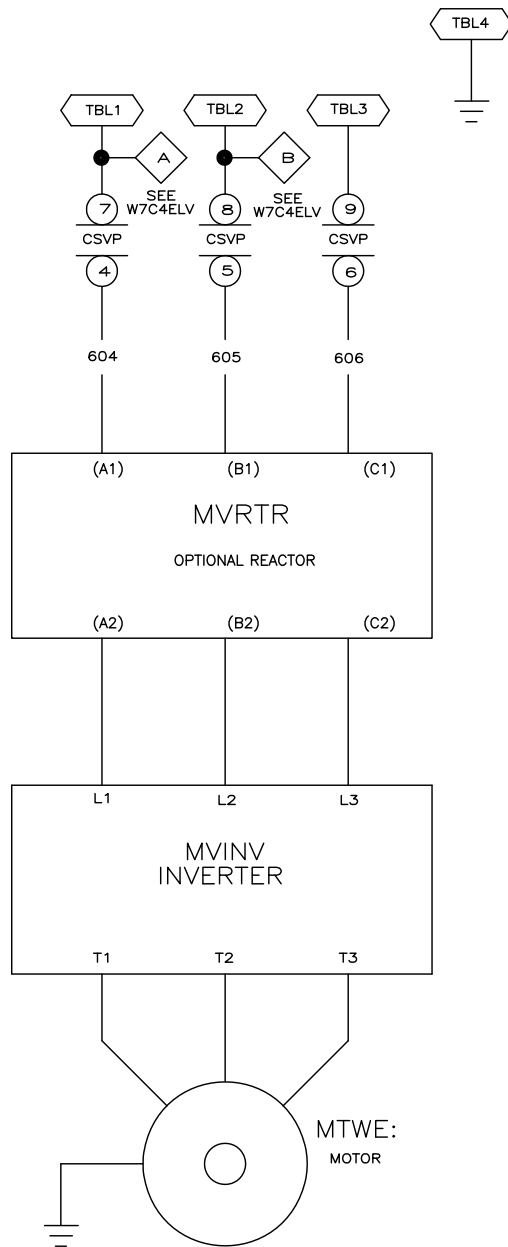 TBL4
TBL1 TBL2 TBL3
A B
SEE W7C4ELV SEE W7C4ELV
7 8 9
CSVP CSVP CSVP
4 5 6
604 605 606
(A1) (B1) (C1)
MVRTR
OPTIONAL REACTOR
(A2) (B2) (C2)
L1 L2 L3
MVINV
INVERTER
T1 T2 T3
MTWE:
MOTOR